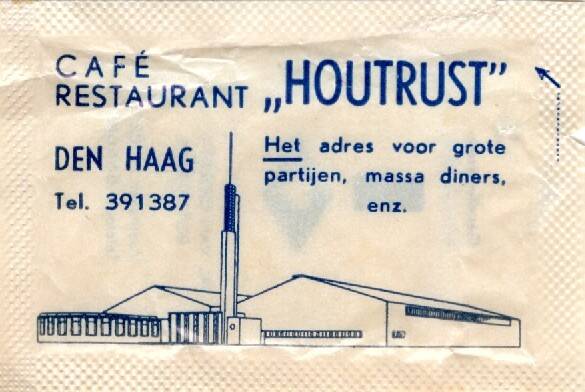 CAFÉ
RESTAURANT „HOUTRUST”
DEN HAAG
Tel. 391387
Het adres voor grote
partijen, massa diners,
enz.